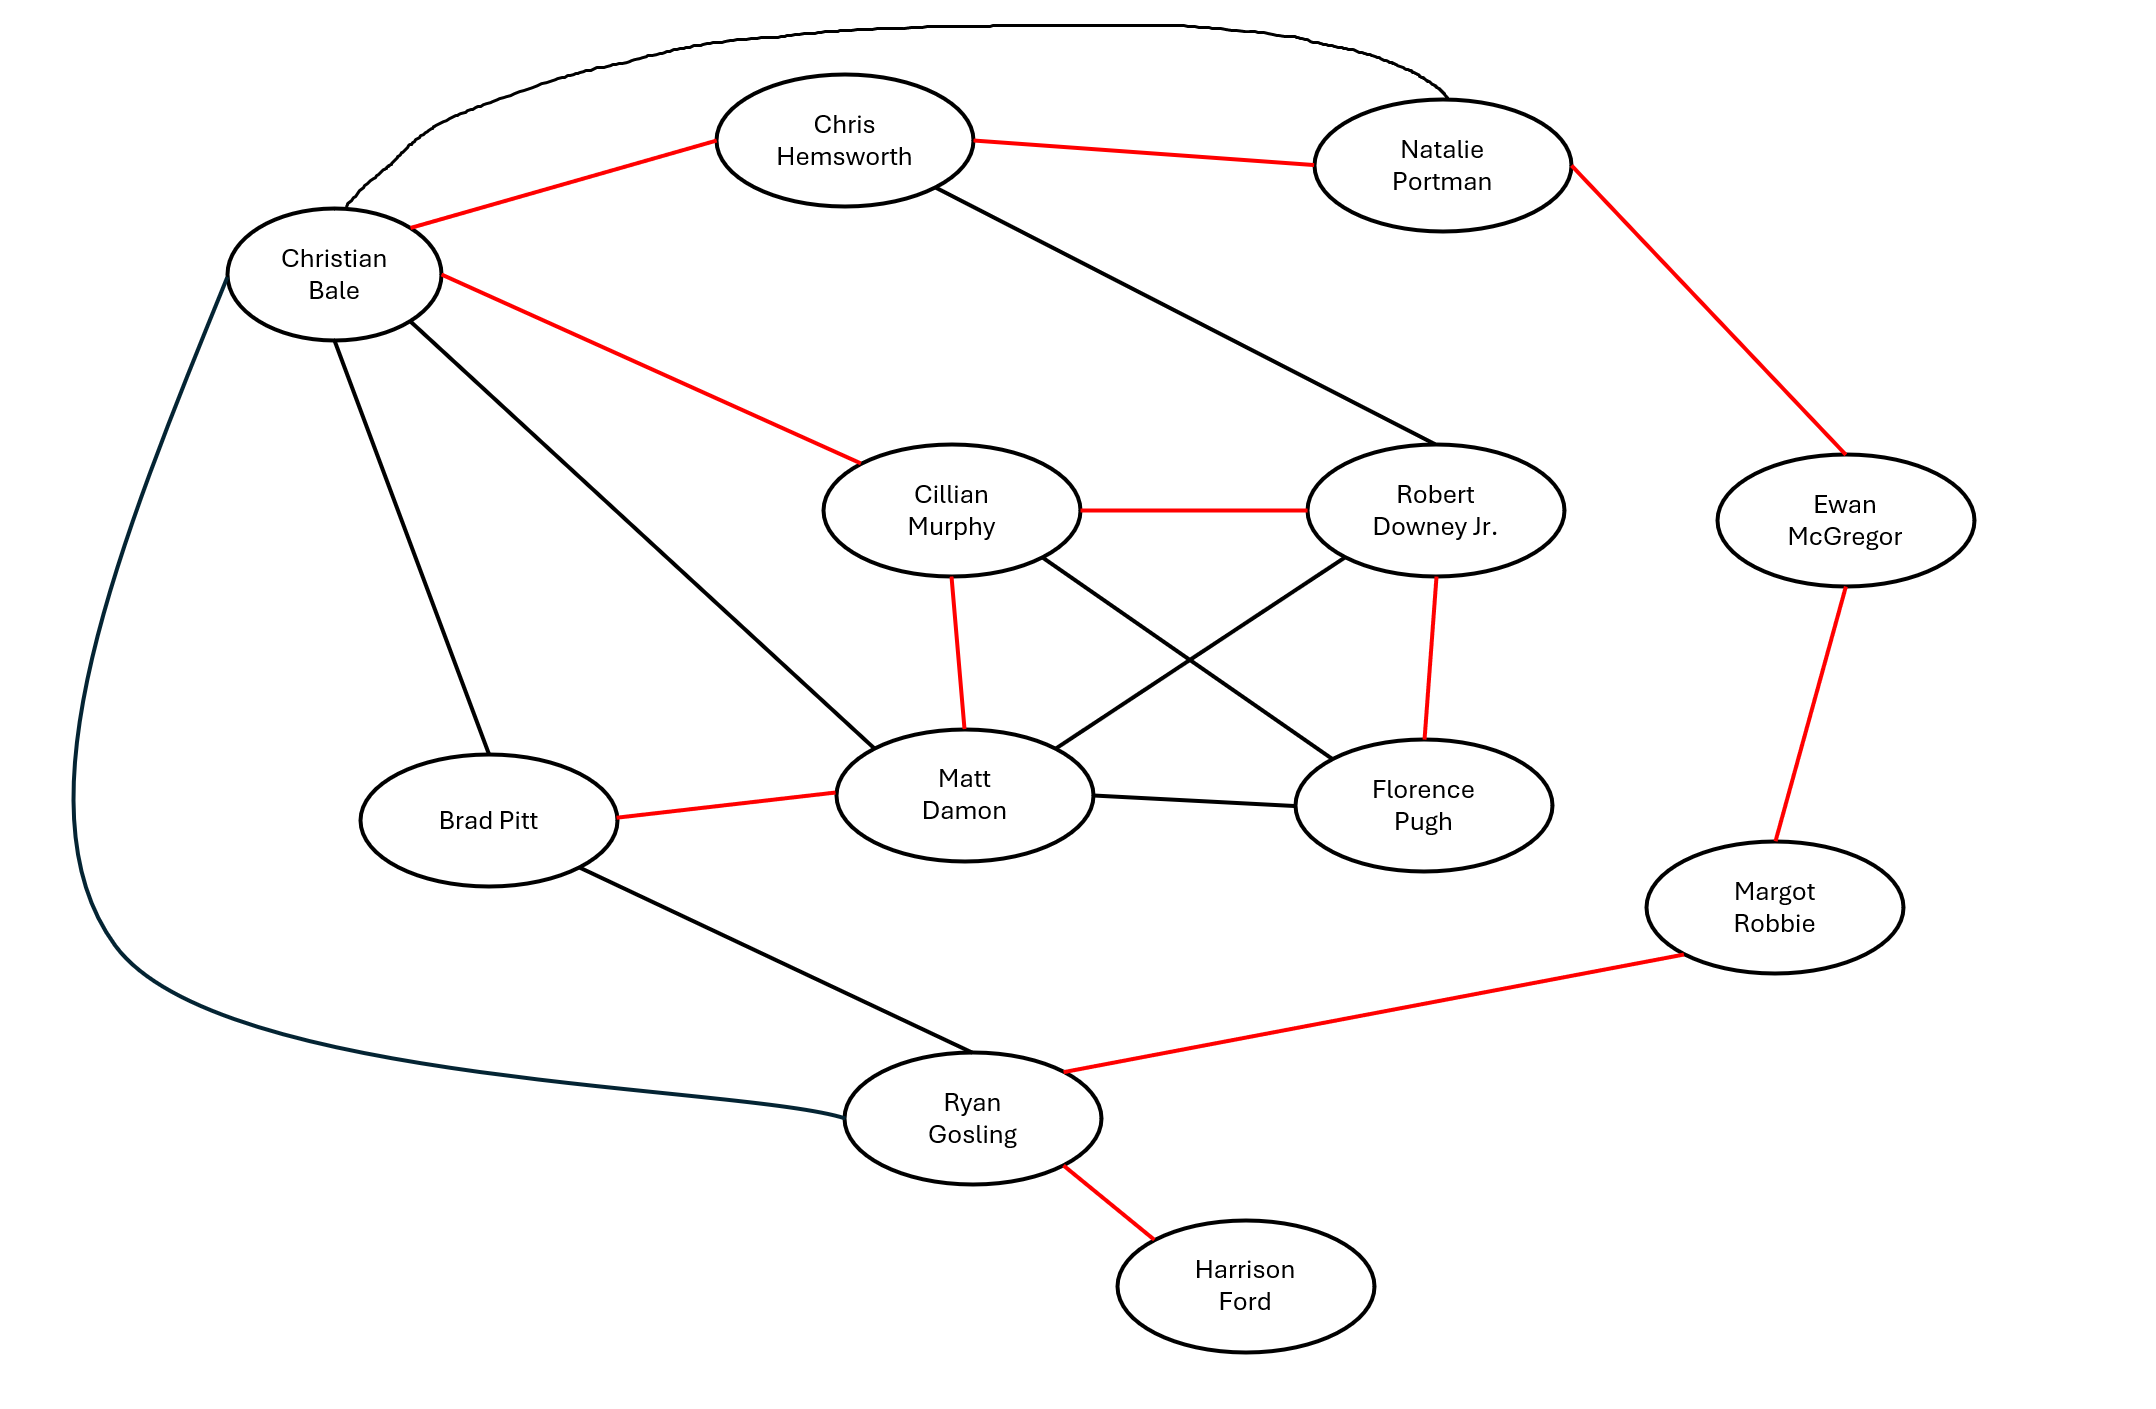 Chris
Hemsworth
Natalie
Portman
Christian
Bale
Cillian
Murphy
Robert
Downey Jr.
Ewan
McGregor
Brad Pitt
Matt
Damon
Florence
Pugh
Margot
Robbie
Ryan
Gosling
Harrison
Ford